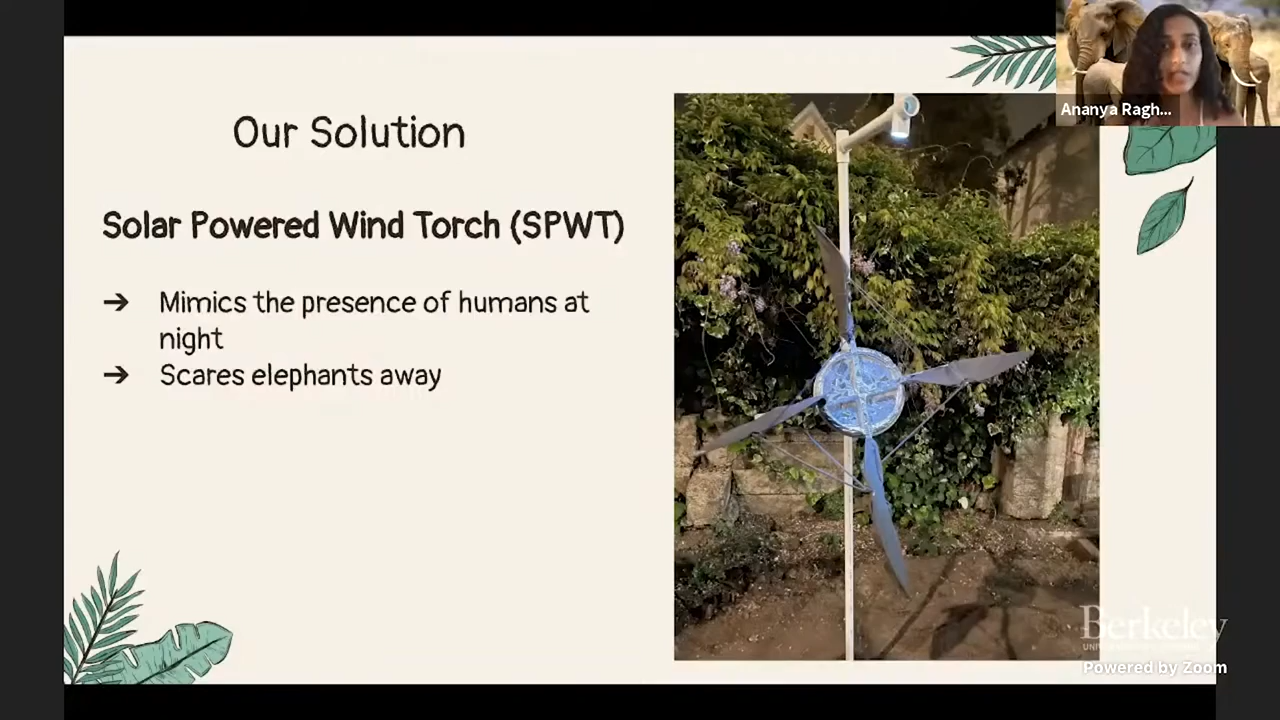 Our Solution
Solar Powered Wind Torch (SPWT)
➔ Mimics the presence of humans at
night
➔ Scares elephants away
Ananya Ragh...
Berkeley
Powered by Zoom